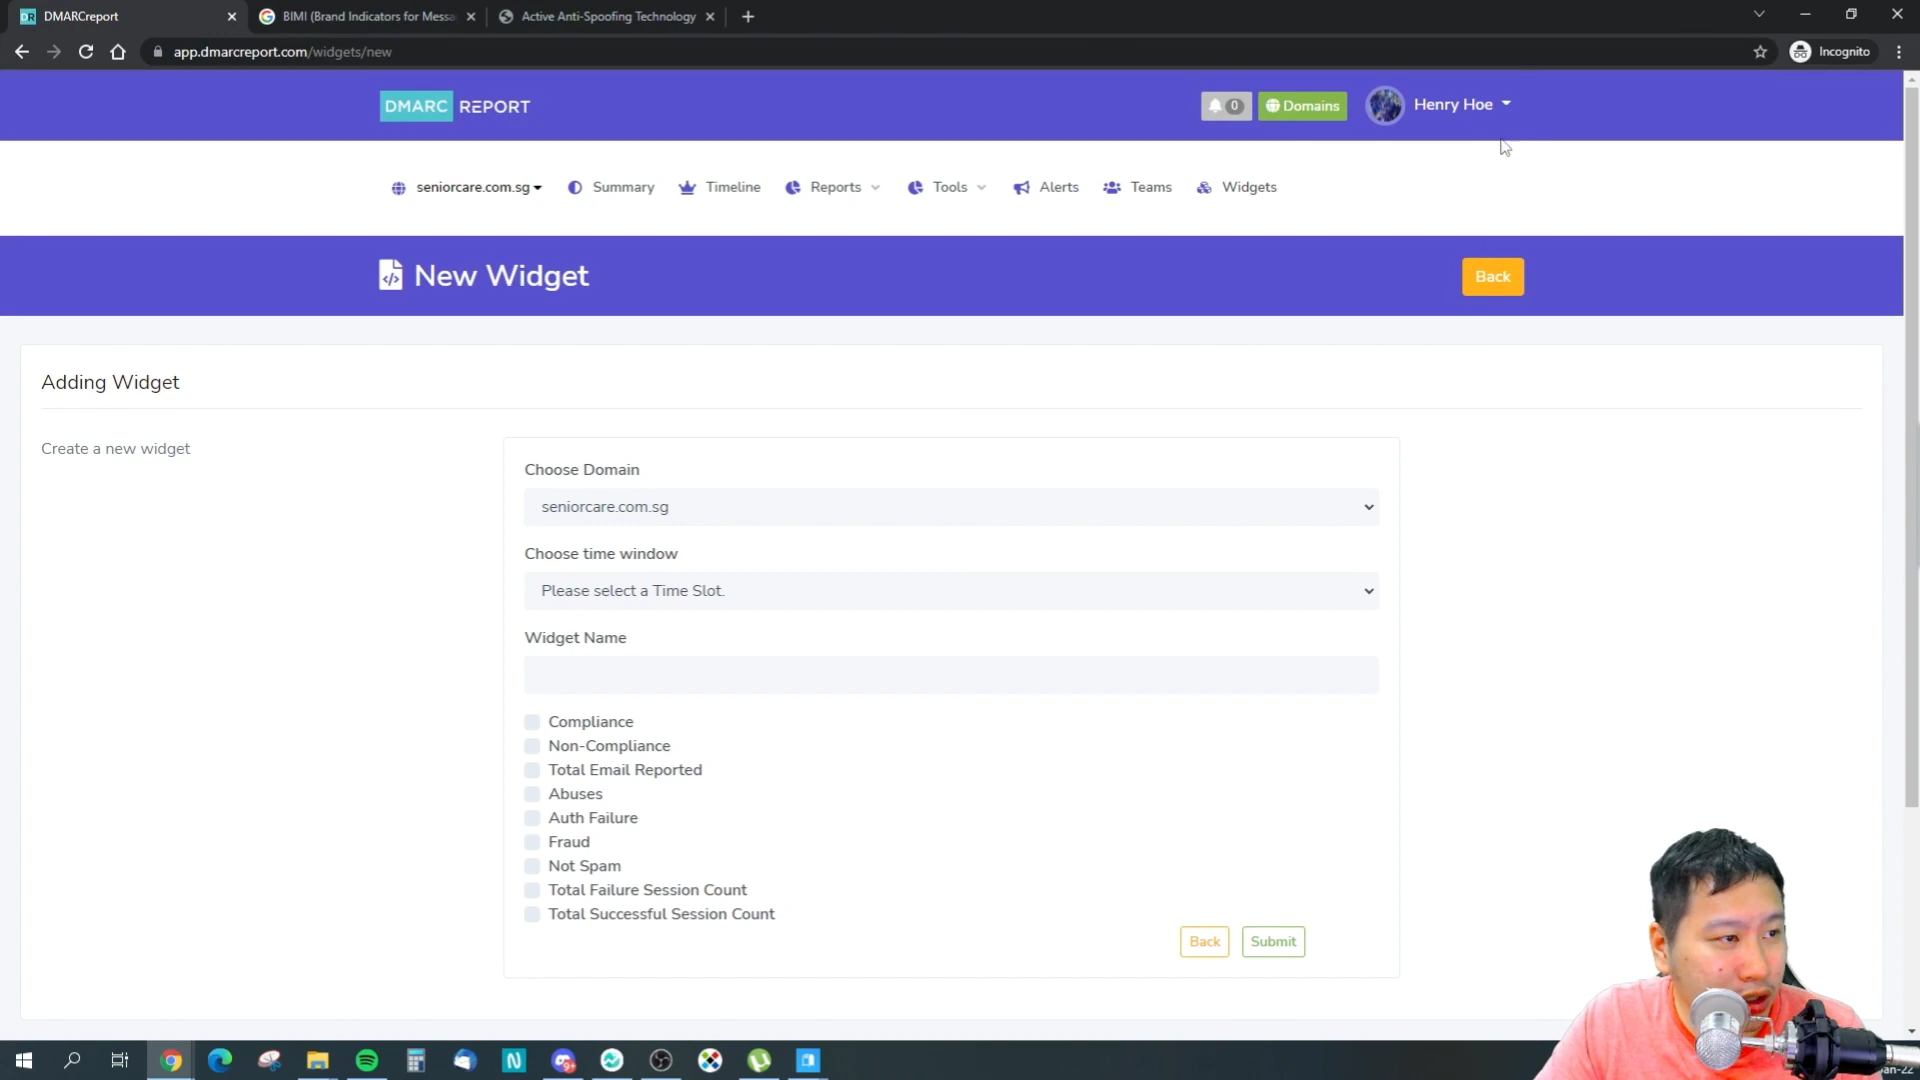 DR DMARCreport
BIMI (Brand Indicators for Messa
Active Anti-Spoofing Technology
app.dmarcreport.com/widgets/new
Incognito
DMARC REPORT
0
Domains
Henry Hoe
seniorcare.com.sg
Summary
Timeline
Reports
Tools
Alerts
Teams
Widgets
New Widget
Back
Adding Widget
Create a new widget
Choose Domain
seniorcare.com.sg
Choose time window
Please select a Time Slot.
Widget Name
Compliance
Non-Compliance
Total Email Reported
Abuses
Auth Failure
Fraud
Not Spam
Total Failure Session Count
Total Successful Session Count
Back
Submit